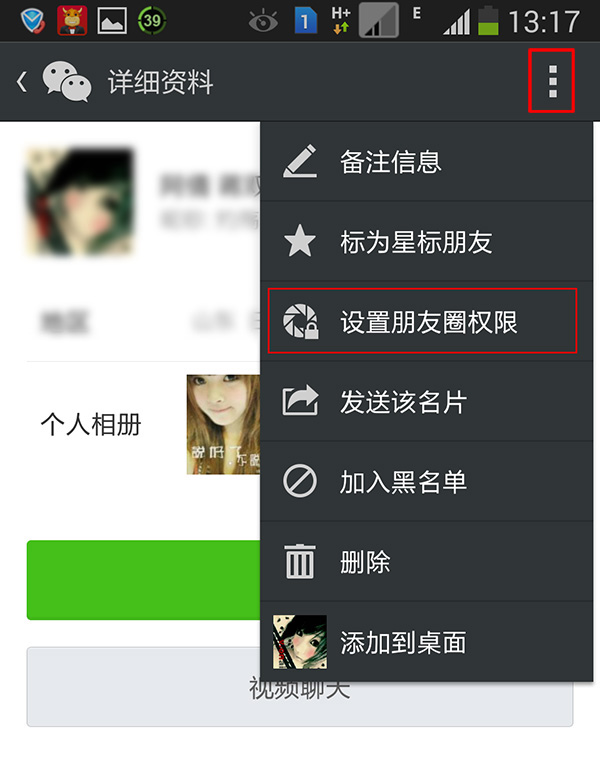 39
1
H+
E
13:17
详细资料
备注信息
标为星标朋友
设置朋友圈权限
个人相册
发送该名片
加入黑名单
删除
添加到桌面
视频聊天